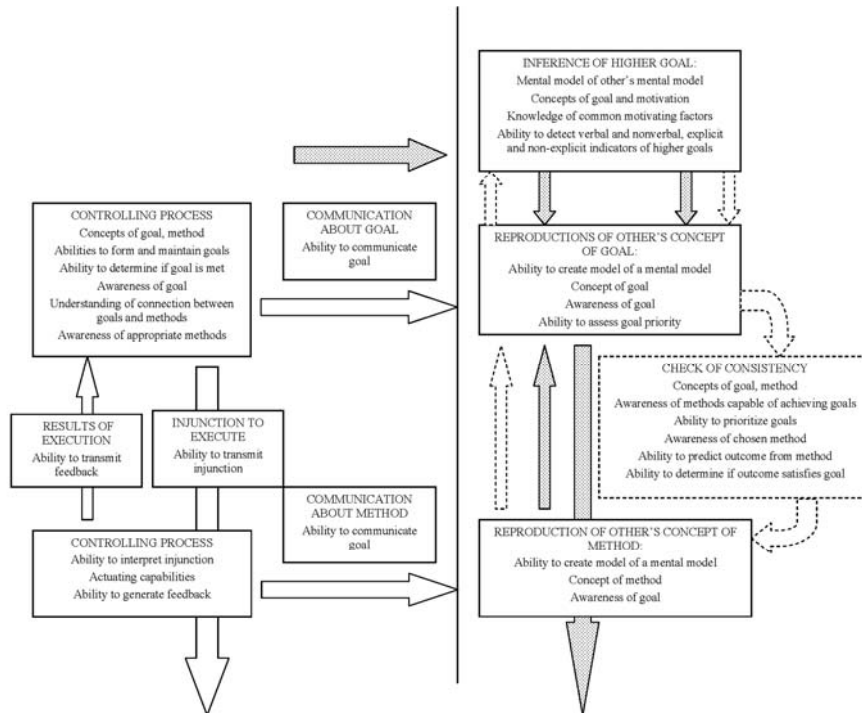 INFERENCE OF HIGHER GOAL:
Mental model of other's mental model
Concepts of goal and motivation
Knowledge of common motivating factors
Ability to detect verbal and nonverbal, explicit
and non-explicit indicators of higher goals
CONTROLLING PROCESS
Concepts of goal, method
Abilities to form and maintain goals
Ability to determine if goal is met
Awareness of goal
Understanding of connection between
goals and methods
Awareness of appropriate methods
COMMUNICATION
ABOUT GOAL
Ability to communicate
goal
REPRODUCTIONS OF OTHER'S CONCEPT
OF GOAL:
Ability to create model of a mental model
Concept of goal
Awareness of goal
Ability to assess goal priority
CHECK OF CONSISTENCY
Concepts of goal, method
Awareness of methods capable of achieving goals
Ability to prioritize goals
Awareness of chosen method
Ability to predict outcome from method
Ability to determine if outcome satisfies goal
RESULTS OF
EXECUTION
Ability to transmit
feedback
INJUNCTION TO
EXECUTE
Ability to transmit
injunction
COMMUNICATION
ABOUT METHOD
Ability to communicate
goal
CONTROLLING PROCESS
Ability to interpret injunction
Actuating capabilities
Ability to generate feedback
REPRODUCTION OF OTHER'S CONCEPT OF
METHOD:
Ability to create model of a mental model
Concept of method
Awareness of goal